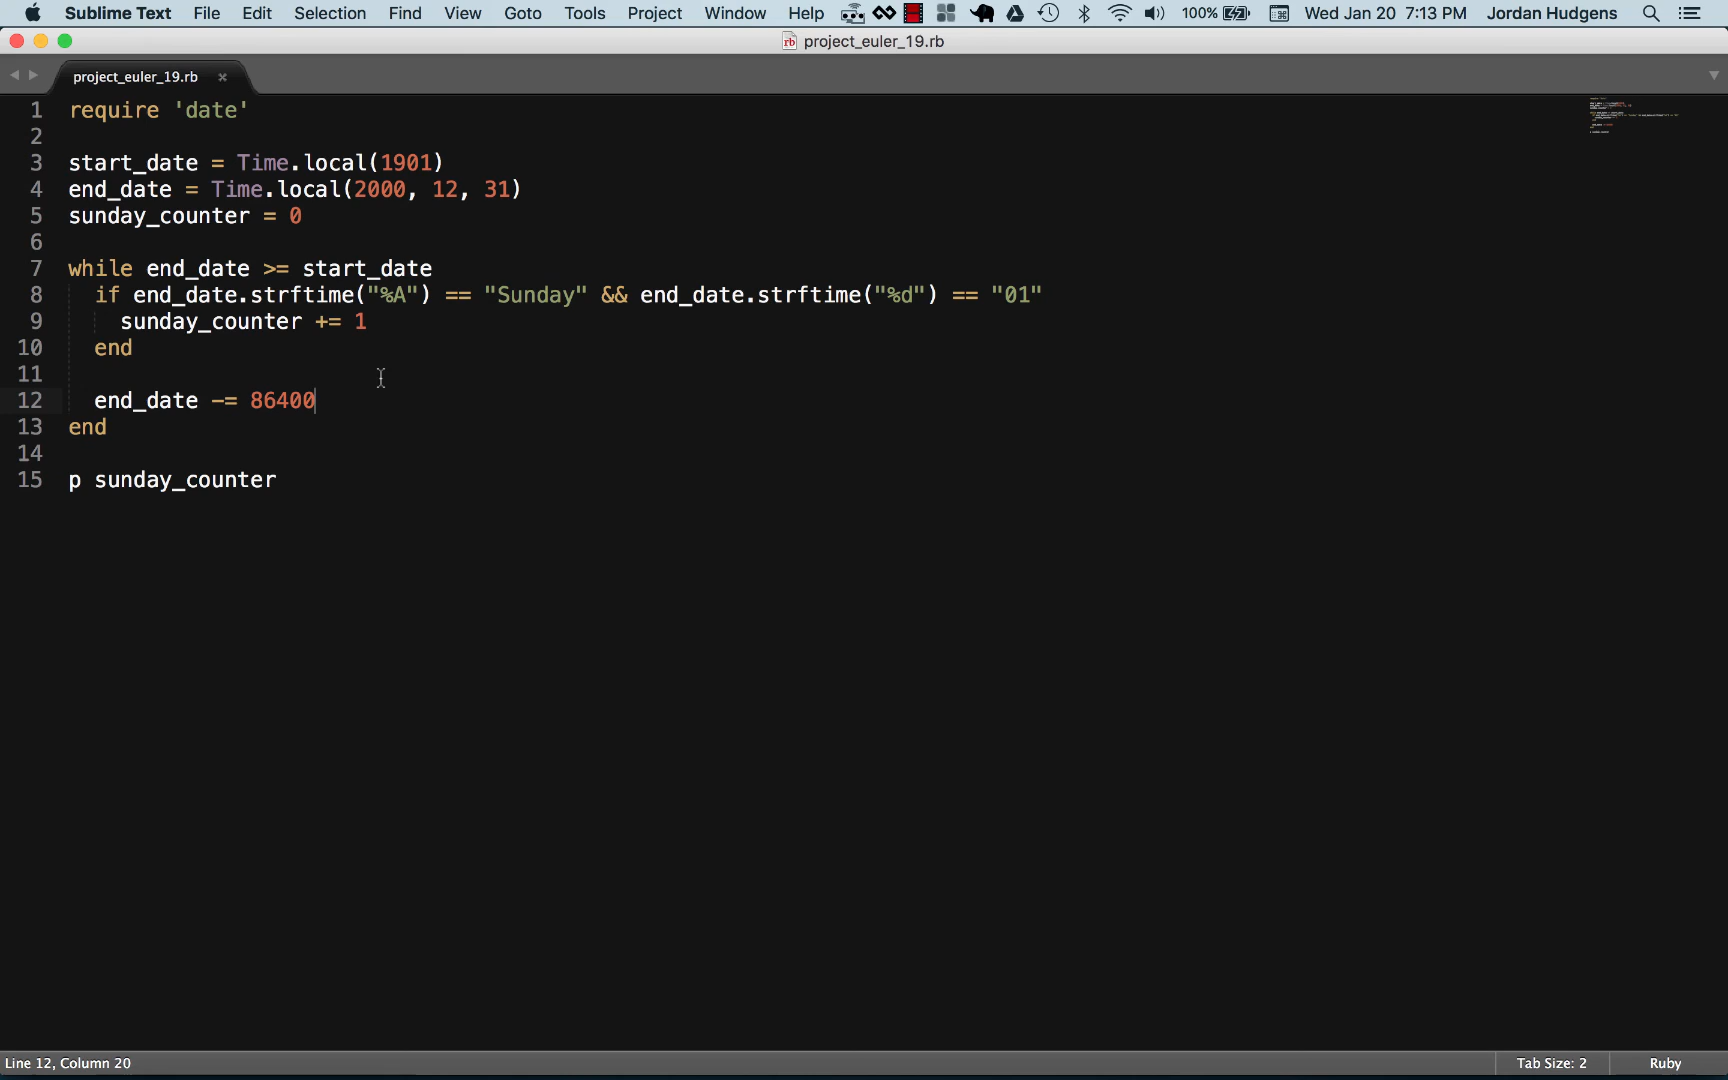 Sublime Text File Edit Selection Find View Goto Tools Project Window Help 100% Wed Jan 20 7:13 PM Jordan Hudgens
project_euler_19.rb
project_euler_19.rb ×
1 require 'date'
2
3 start_date = Time.local(1901)
4 end_date = Time.local(2000, 12, 31)
5 sunday_counter = 0
6
7 while end_date >= start_date
8 if end_date.strftime("%A") == "Sunday" && end_date.strftime("%d") == "01"
9 sunday_counter += 1
10 end
11
12 end_date -= 86400
13 end
14
15 p sunday_counter
Line 12, Column 20 Tab Size: 2 Ruby